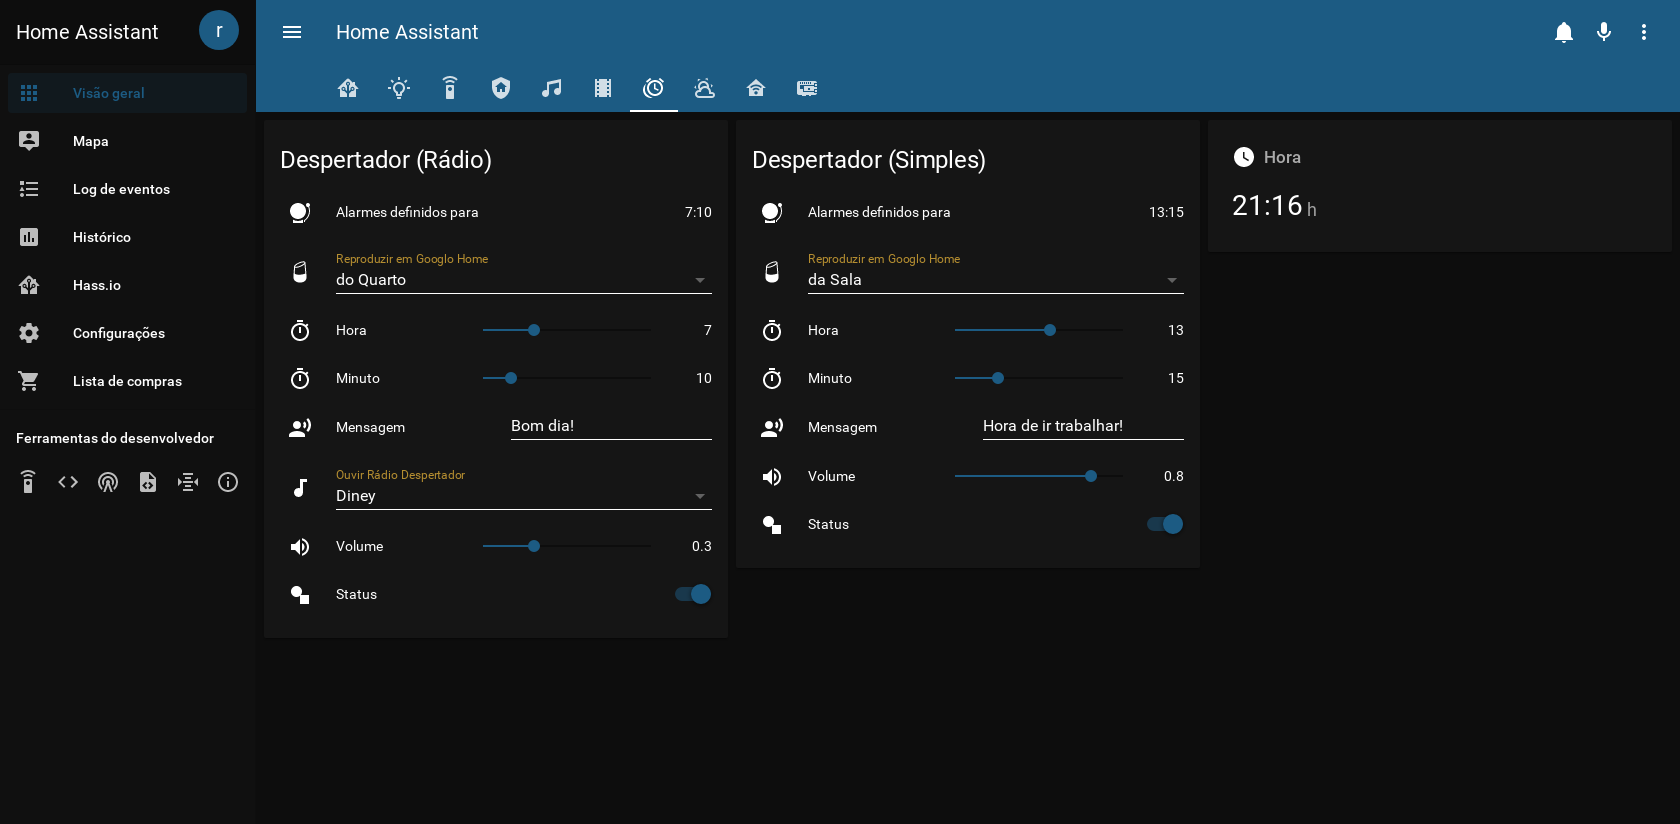 Home Assistant
r
Visão geral
Mapa
Log de eventos
Histórico
Hass.io
Configurações
Lista de compras
Ferramentas do desenvolvedor
Home Assistant
Despertador (Rádio)
Alarmes definidos para 7:10
Reproduzir em Googlo Home
do Quarto
Hora 7
Minuto 10
Mensagem Bom dia!
Ouvir Rádio Despertador
Diney
Volume 0.3
Status
Despertador (Simples)
Alarmes definidos para 13:15
Reproduzir em Googlo Home
da Sala
Hora 13
Minuto 15
Mensagem Hora de ir trabalhar!
Volume 0.8
Status
Hora
21:16 h